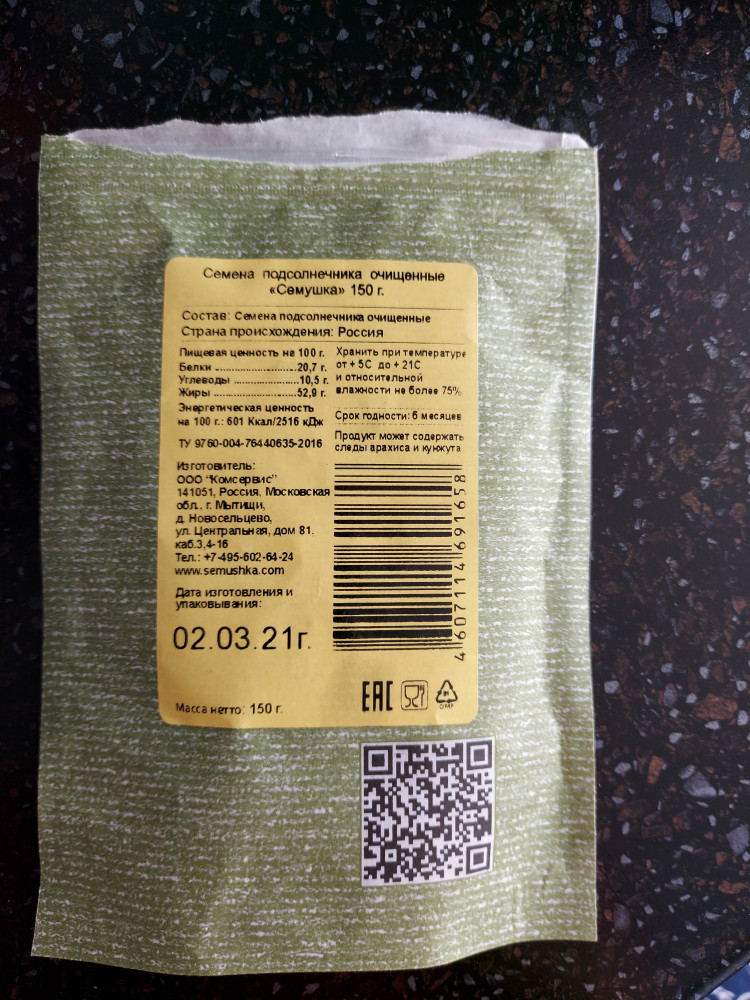 Семена подсолнечника очищенные
«Семушка» 150 г.
Состав: Семена подсолнечника очищенные
Страна происхождения: Россия
Пищевая ценность на 100 г.
Белки ........................20,7 г.
Углеводы ...................10,5 г.
Жиры ........................52,9 г.
Энергетическая ценность
на 100 г.: 601 Ккал/2516 кДж
ТУ 9760-004-76440635-2016
Хранить при температуре
от + 5С до + 21С
и относительной
влажности не более 75%
Срок годности: 6 месяцев
Продукт может содержать
следы арахиса и кунжута
Изготовитель:
ООО "Комсервис"
141051, Россия, Московская
обл., г. Мытищи,
д. Новосельцево,
ул. Центральная, дом 81,
каб.3,4-16
Тел.: +7-495-602-64-24
www.semushka.com
Дата изготовления и
упаковывания:
02.03.21г.
4607114691658
Масса нетто: 150 г.
EAC